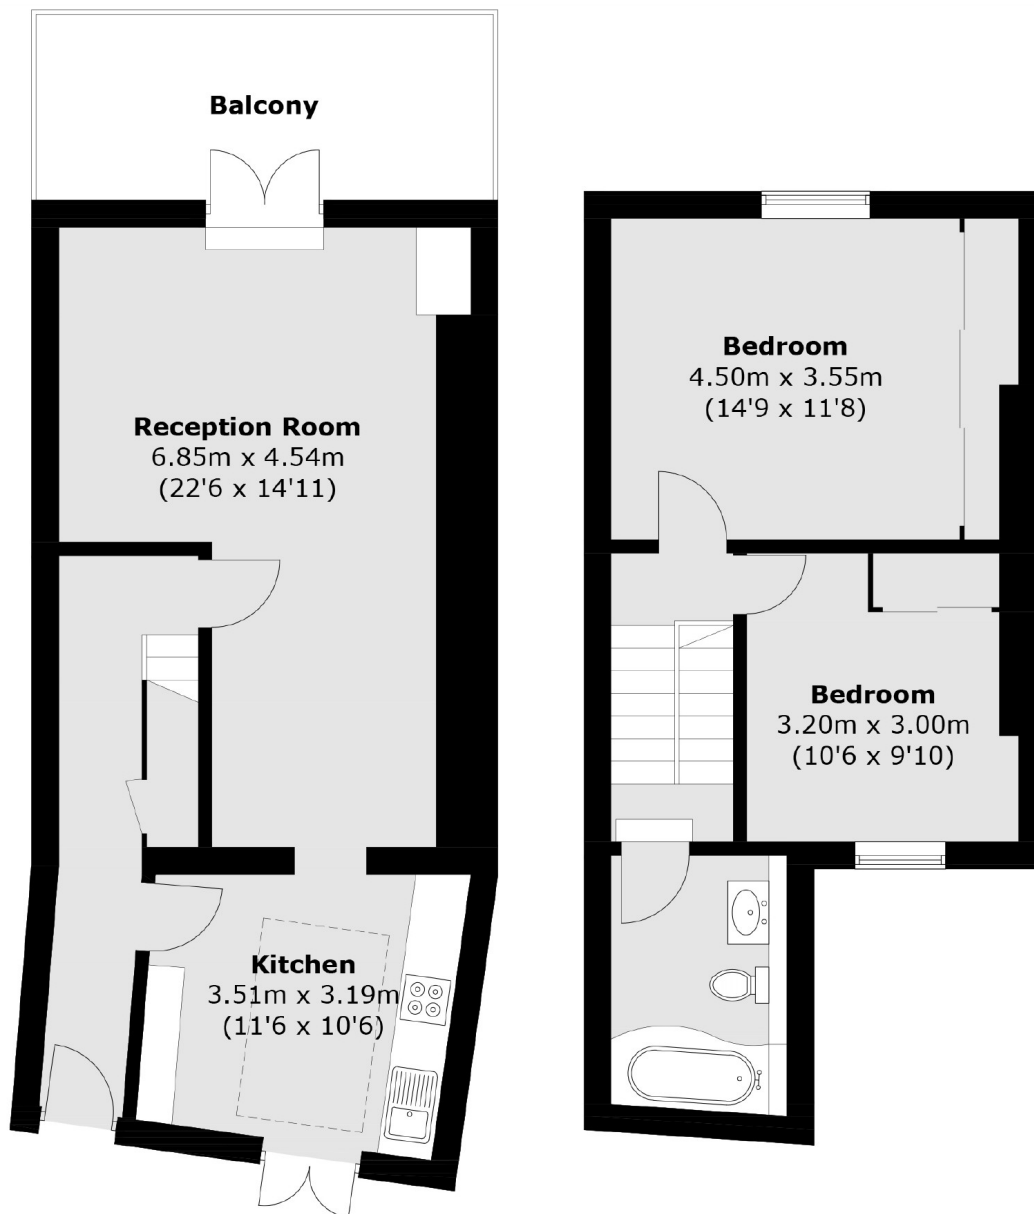 Balcony
Reception Room
6.85m x 4.54m
(22'6 x 14'11)
Kitchen
3.51m x 3.19m
(11'6 x 10'6)
Bedroom
4.50m x 3.55m
(14'9 x 11'8)
Bedroom
3.20m x 3.00m
(10'6 x 9'10)